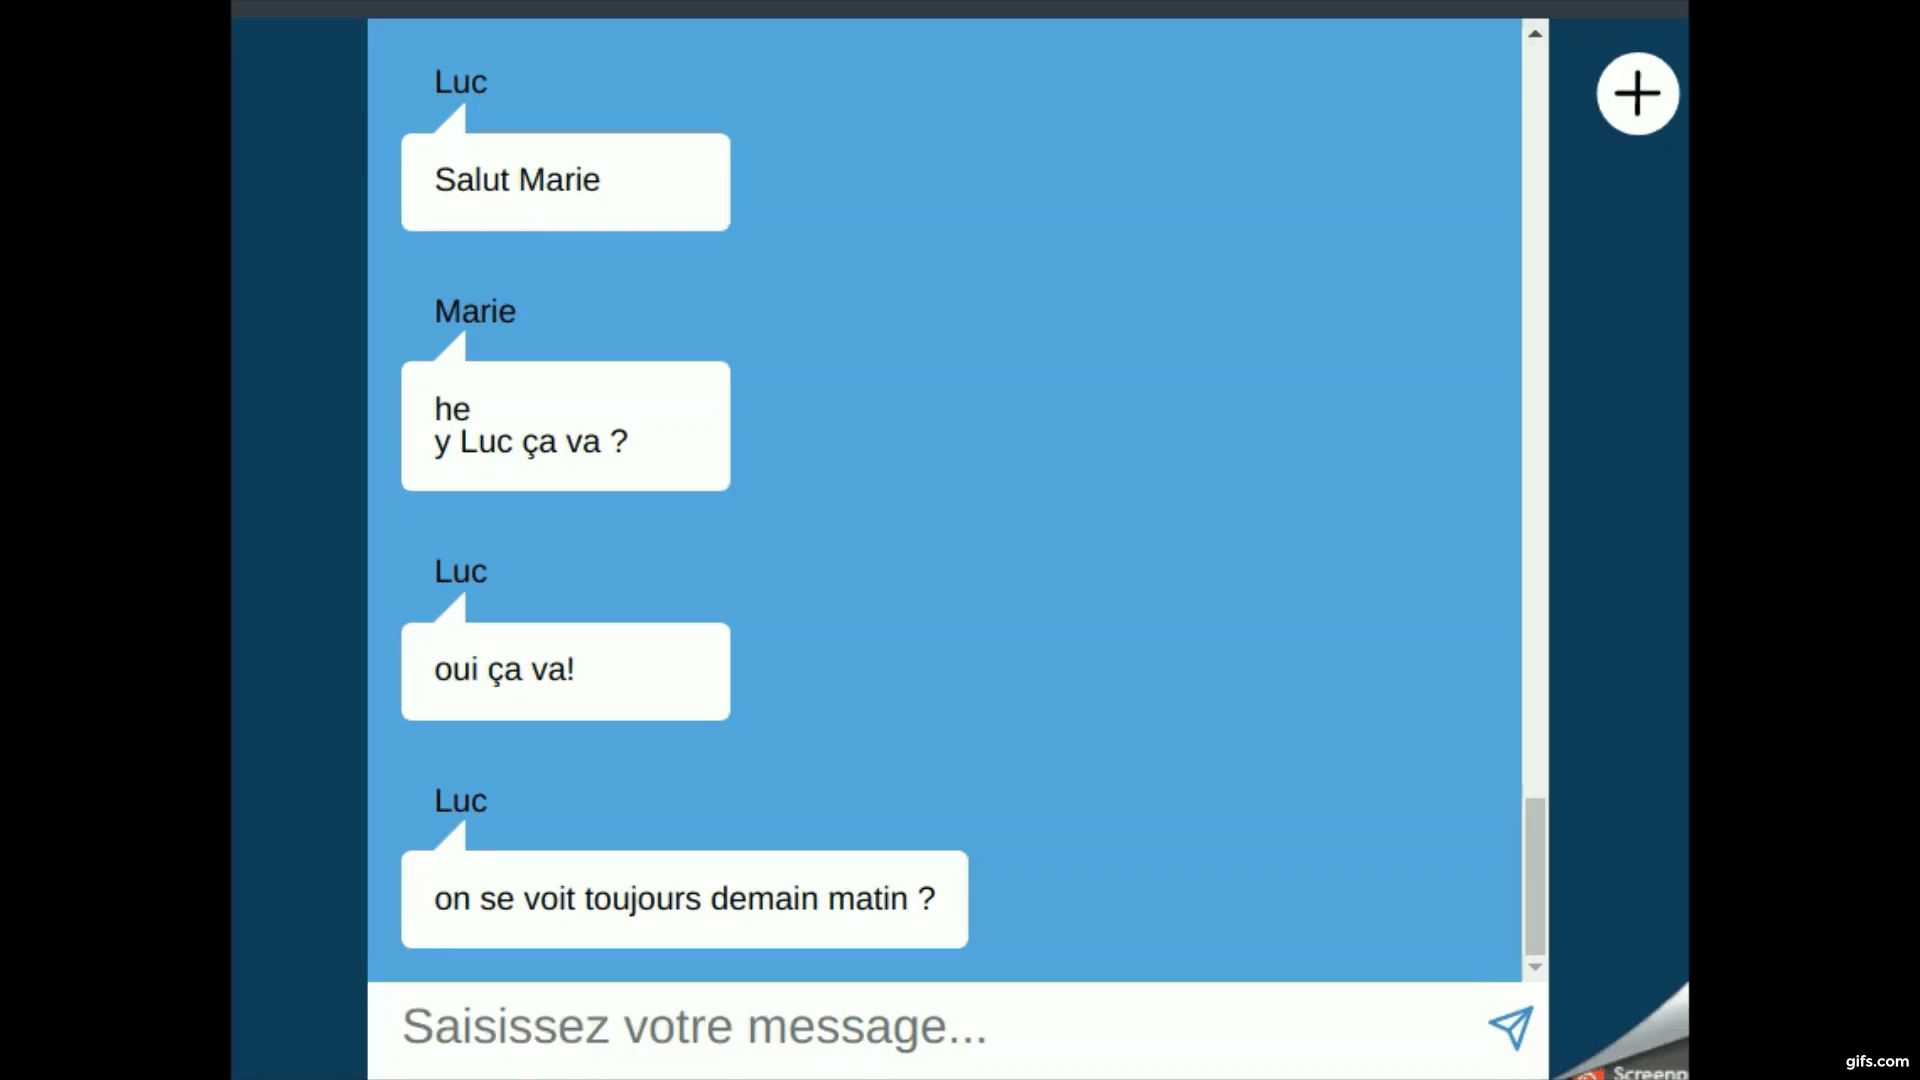 Luc
Salut Marie
Marie
he
y Luc ça va ?
Luc
oui ça va!
Luc
on se voit toujours demain matin ?
Saisissez votre message...
gifs.com